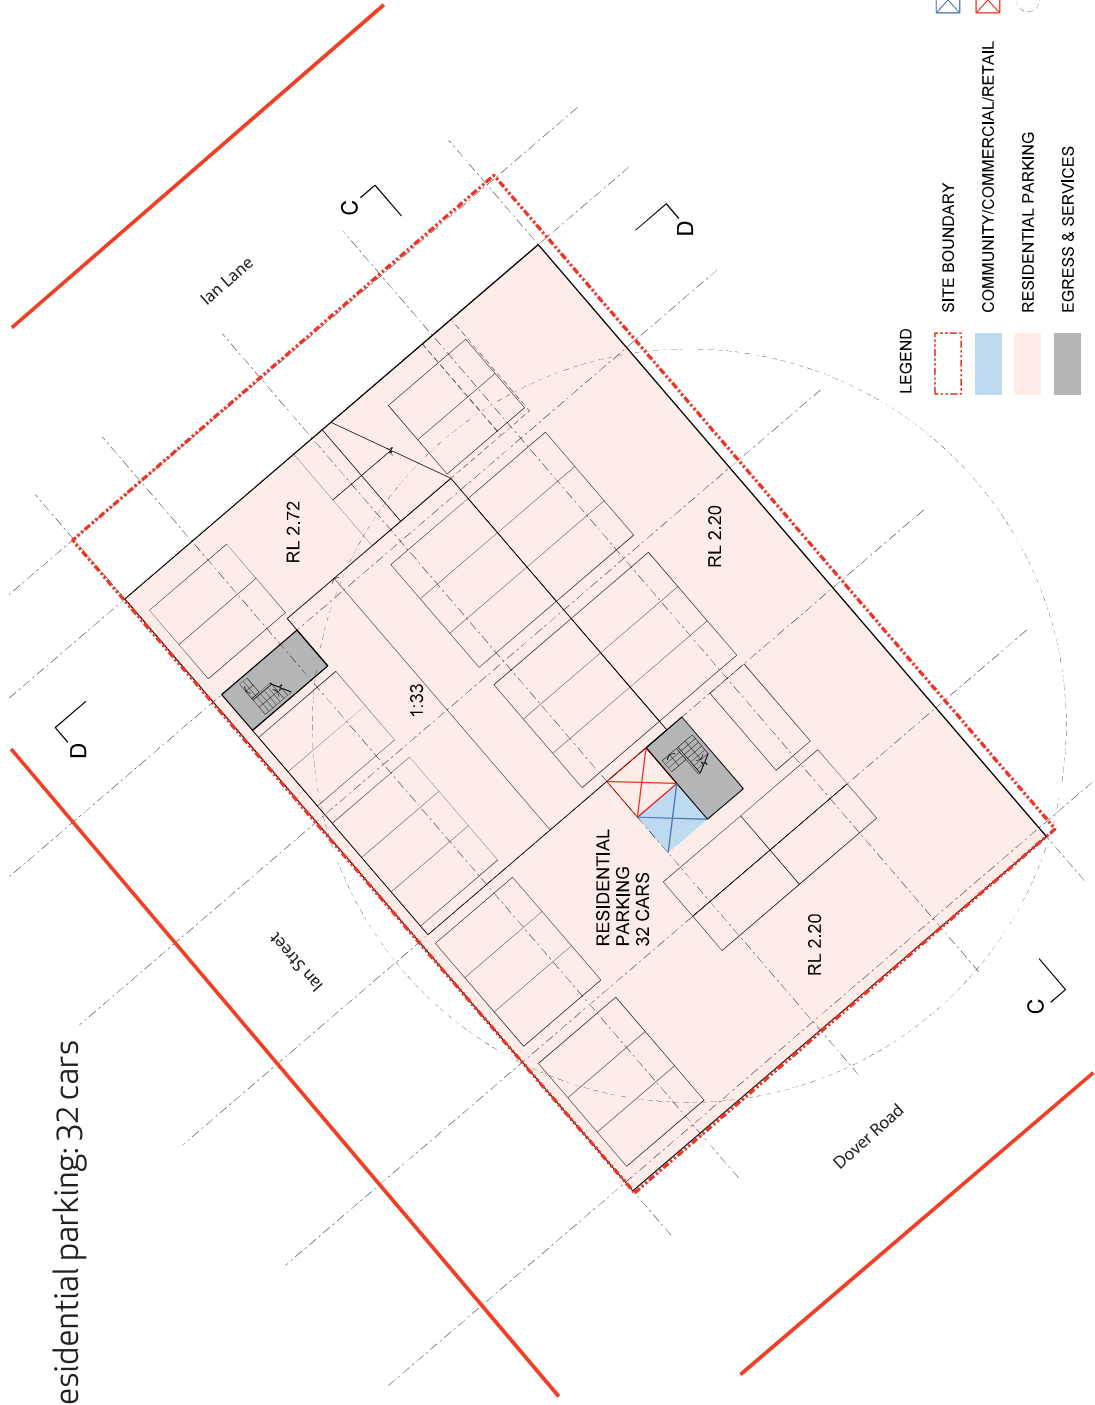 esidential parking: 32 cars
Ian Street
Ian Lane
Dover Road
D
C
D
C
RL 2.72
1:33
RL 2.20
RESIDENTIAL
PARKING
32 CARS
RL 2.20
LEGEND
SITE BOUNDARY
COMMUNITY/COMMERCIAL/RETAIL
RESIDENTIAL PARKING
EGRESS & SERVICES